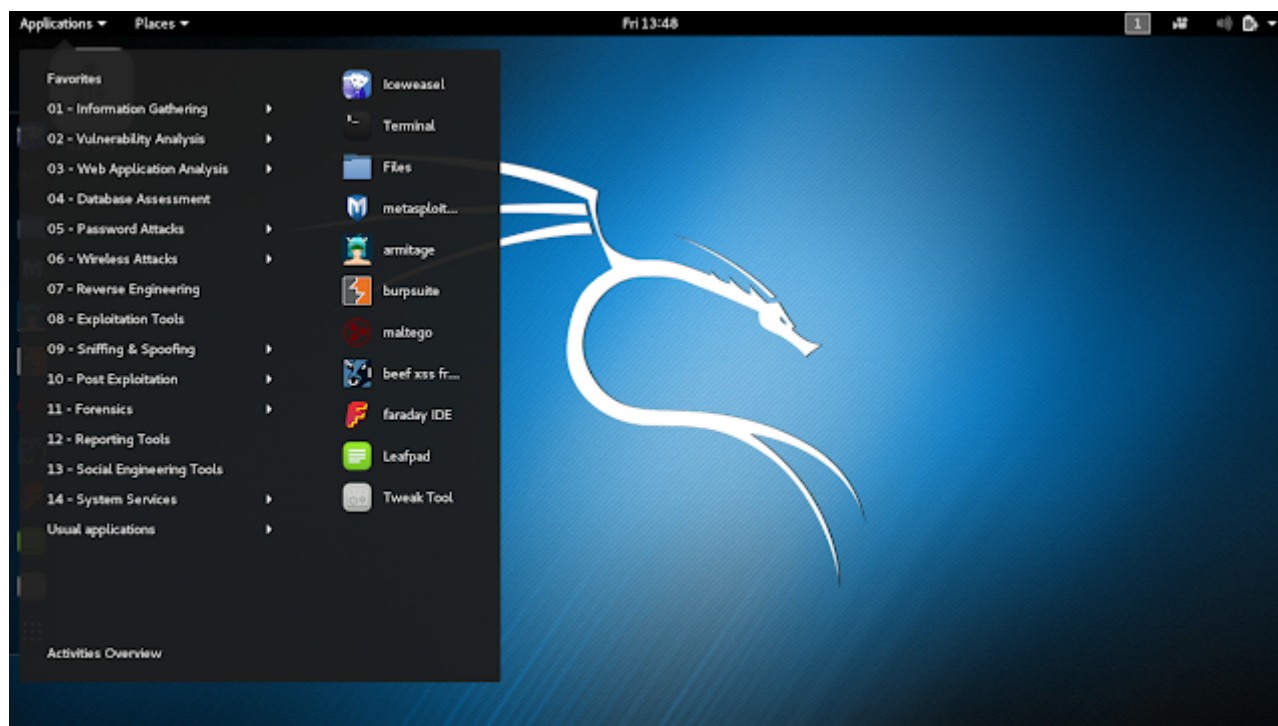 Applications Places Fri 13:48 1
Favorites
01 - Information Gathering
02 - Vulnerability Analysis
03 - Web Application Analysis
04 - Database Assessment
05 - Password Attacks
06 - Wireless Attacks
07 - Reverse Engineering
08 - Exploitation Tools
09 - Sniffing & Spoofing
10 - Post Exploitation
11 - Forensics
12 - Reporting Tools
13 - Social Engineering Tools
14 - System Services
Usual applications
Activities Overview
Iceweasel
Terminal
Files
metasploit...
armitage
burpsuite
maltego
beef xss fr...
faraday IDE
Leafpad
Tweak Tool